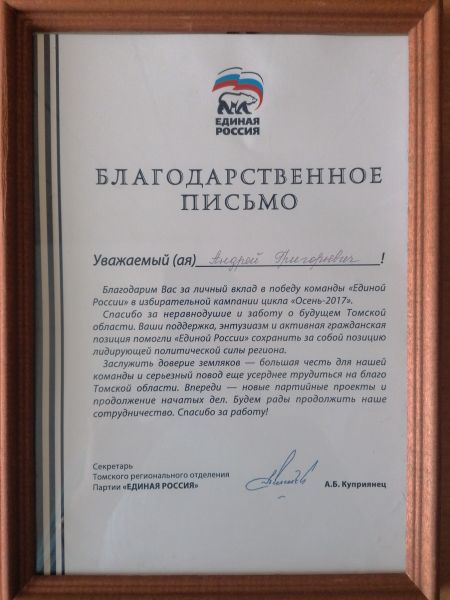 ЕДИНАЯ
РОССИЯ
БЛАГОДАРСТВЕННОЕ
ПИСЬМО
Уважаемый (ая) Андрей Григорьевич !
Благодарим Вас за личный вклад в победу команды «Единой
России» в избирательной кампании цикла «Осень-2017».
Спасибо за неравнодушие и заботу о будущем Томской
области. Ваши поддержка, энтузиазм и активная гражданская
позиция помогли «Единой России» сохранить за собой позицию
лидирующей политической силы региона.
Заслужить доверие земляков — большая честь для нашей
команды и серьезный повод еще усерднее трудиться на благо
Томской области. Впереди — новые партийные проекты и
продолжение начатых дел. Будем рады продолжить наше
сотрудничество. Спасибо за работу!
Секретарь
Томского регионального отделения
Партии «ЕДИНАЯ РОССИЯ»
А.Б. Куприянец